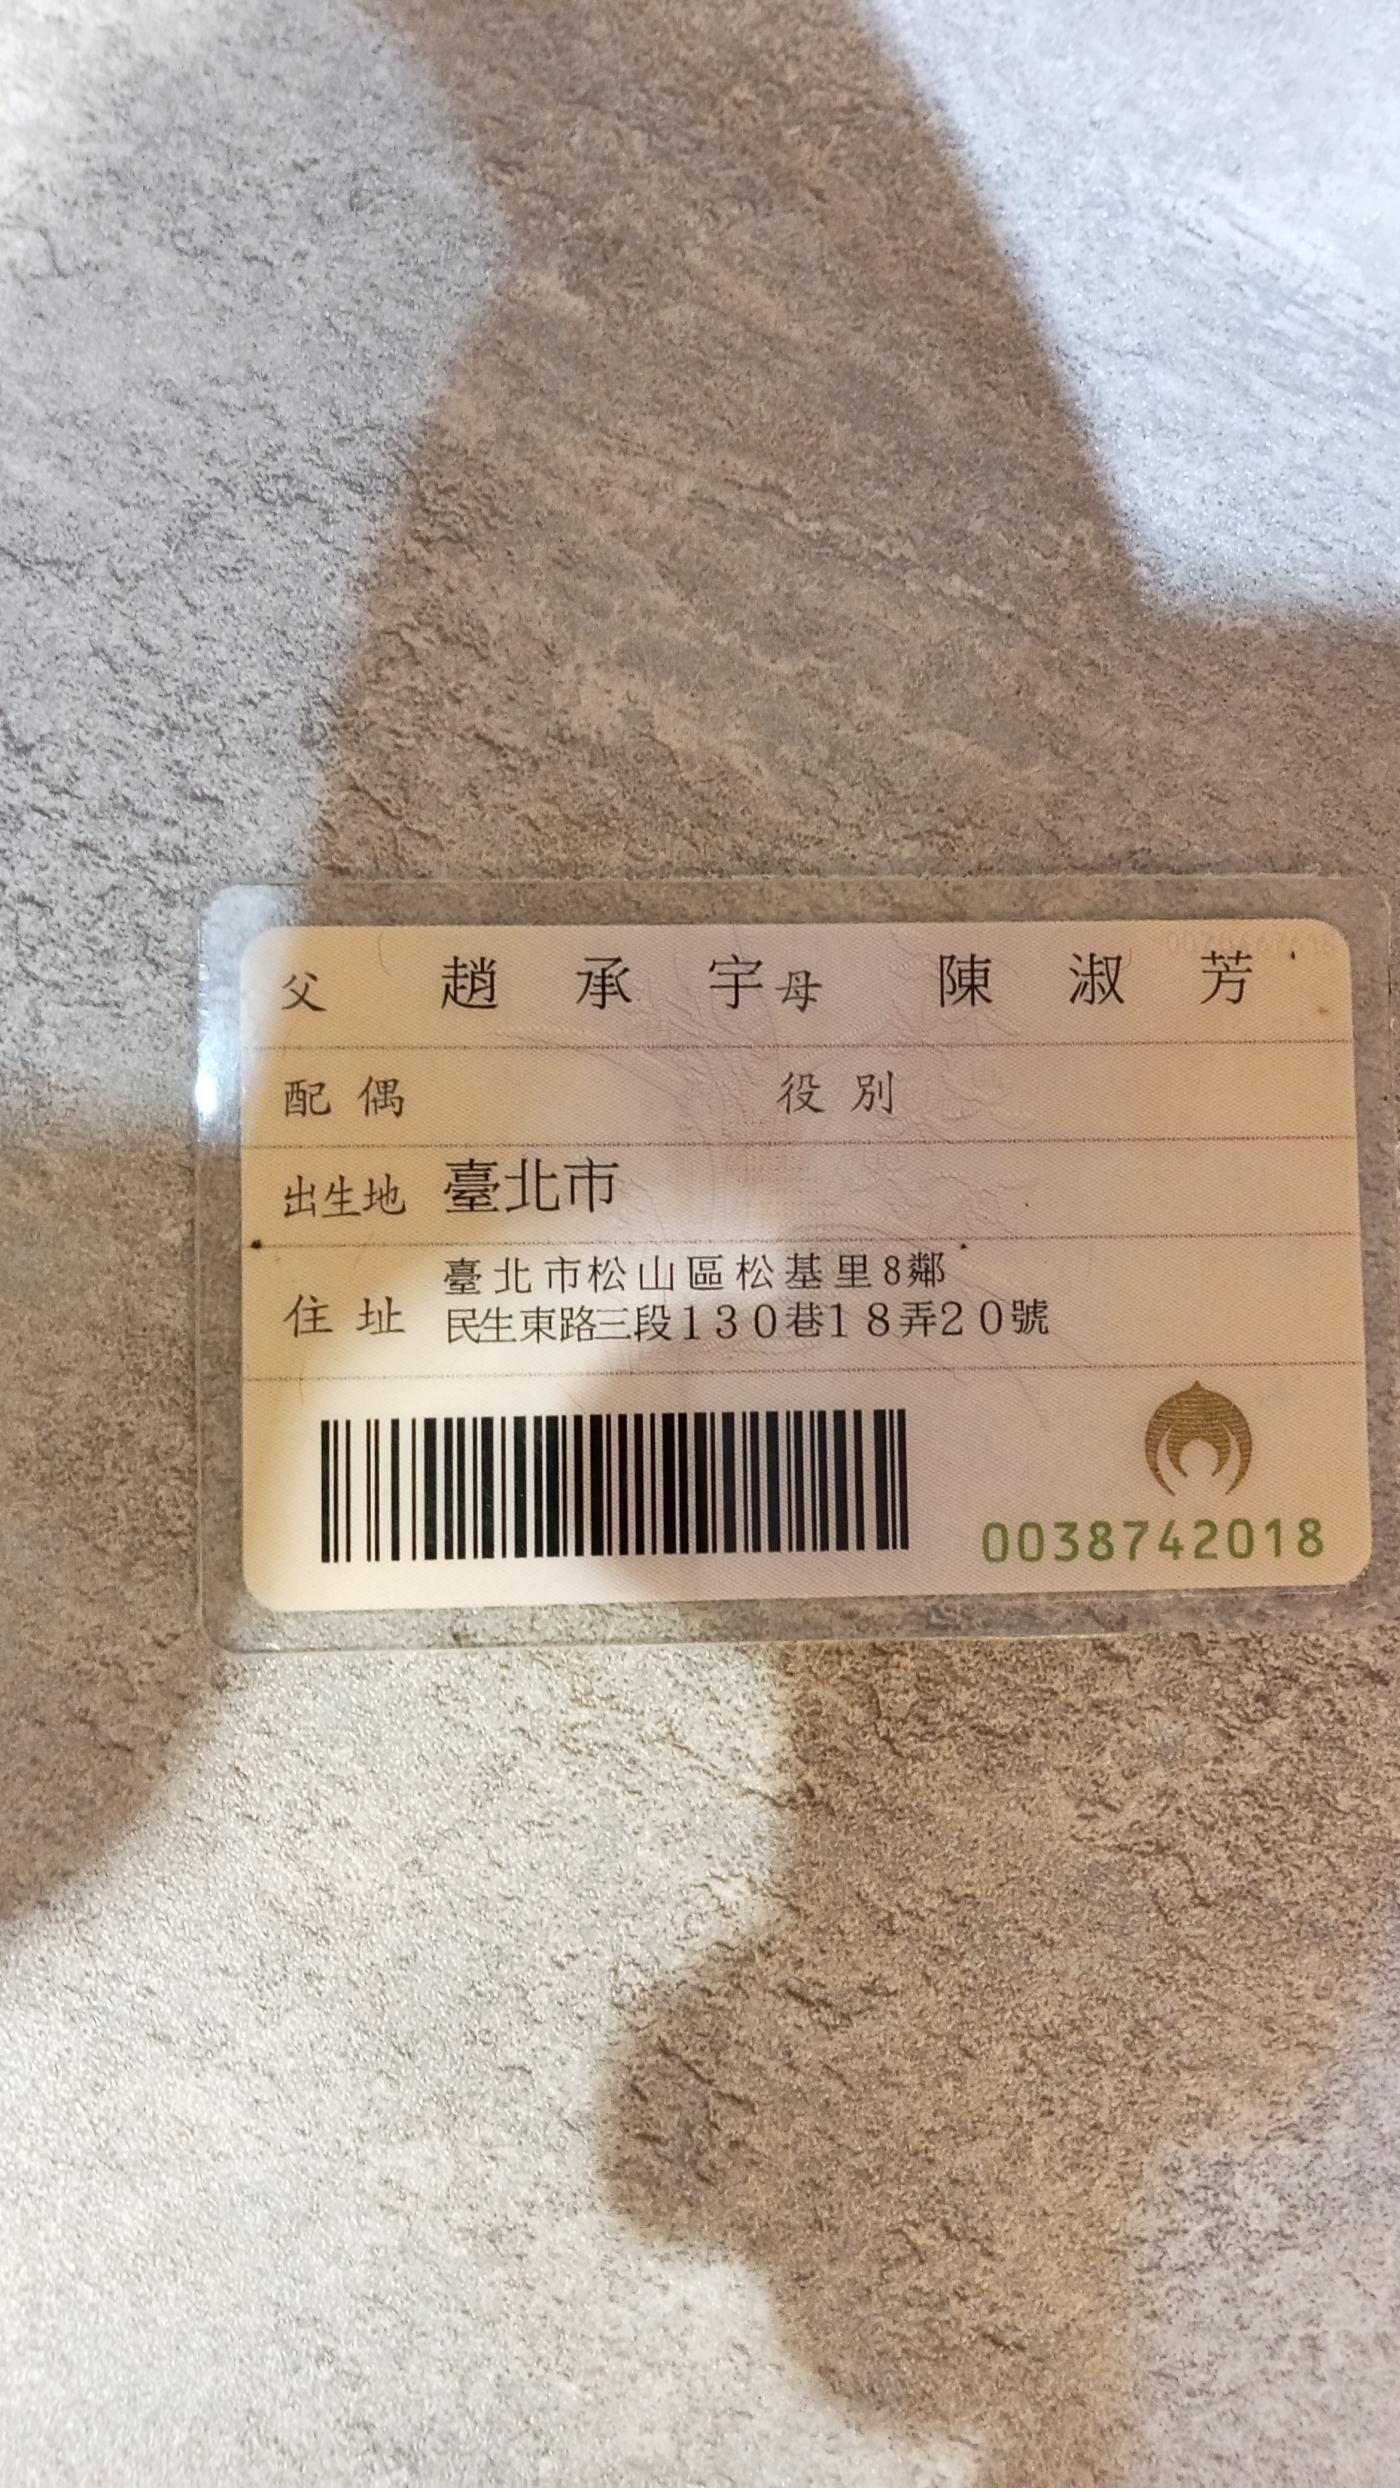 父 趙承宇 母 陳淑芳
配偶 役別
出生地 臺北市
住址 臺北市松山區松基里8鄰
民生東路三段130巷18弄20號
0038742018